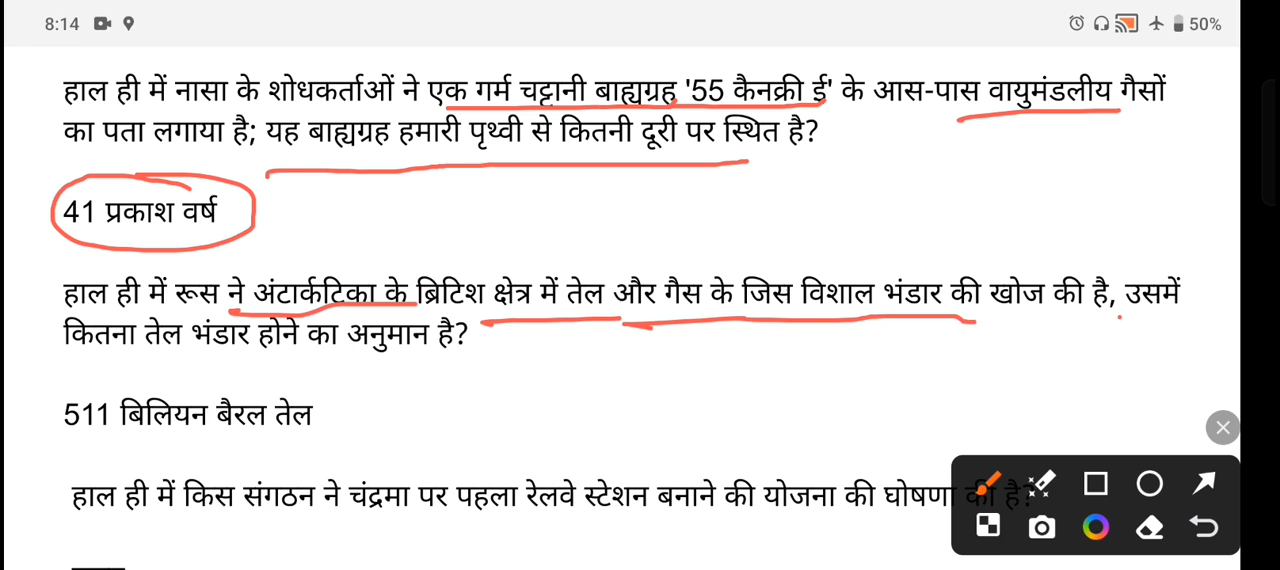 8:14
50%
हाल ही में नासा के शोधकर्ताओं ने एक गर्म चट्टानी बाह्यग्रह '55 कैनक्री ई' के आस-पास वायुमंडलीय गैसों
का पता लगाया है; यह बाह्यग्रह हमारी पृथ्वी से कितनी दूरी पर स्थित है?
41 प्रकाश वर्ष
हाल ही में रूस ने अंटार्कटिका के ब्रिटिश क्षेत्र में तेल और गैस के जिस विशाल भंडार की खोज की है, उसमें
कितना तेल भंडार होने का अनुमान है?
511 बिलियन बैरल तेल
हाल ही में किस संगठन ने चंद्रमा पर पहला रेलवे स्टेशन बनाने की योजना की घोषणा की है?